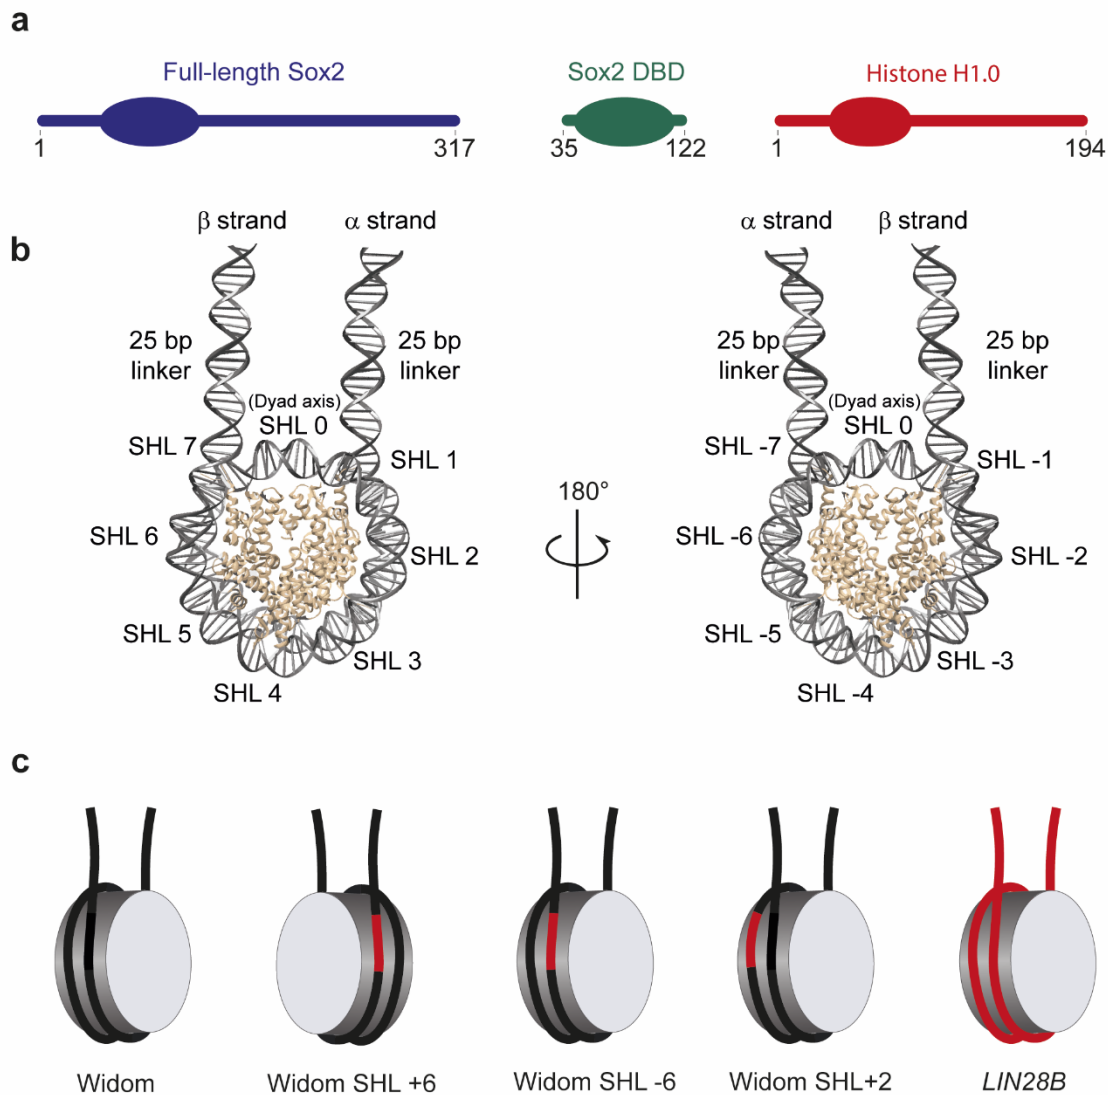 a
Full-length Sox2
Sox2 DBD
Histone H1.0
1
317
35
122
1
194
b
β strand
α strand
α strand
β strand
25 bp
linker
25 bp
linker
25 bp
linker
25 bp
linker
(Dyad axis)
SHL 0
SHL 7
SHL 1
SHL 6
SHL 2
SHL 5
SHL 3
SHL 4
180°
(Dyad axis)
SHL 0
SHL -7
SHL -1
SHL -6
SHL -2
SHL -5
SHL -3
SHL -4
c
Widom
Widom SHL +6
Widom SHL -6
Widom SHL+2
LIN28B